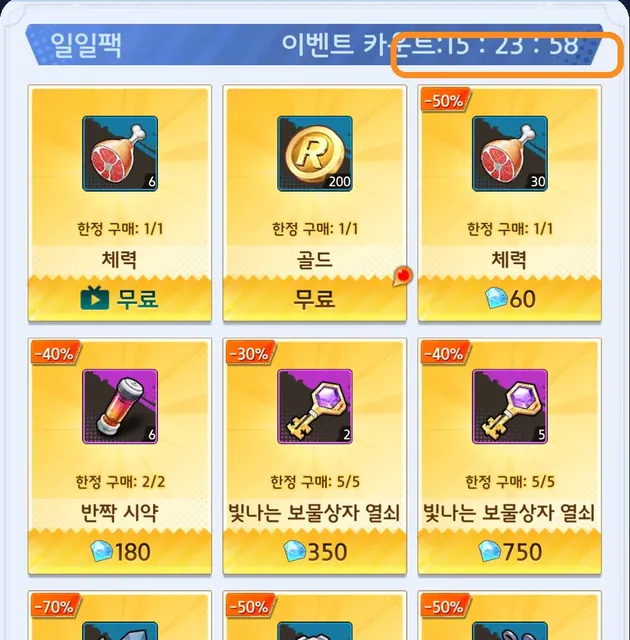 일일팩
이벤트 카운트:15 : 23 : 58
6
한정 구매: 1/1
체력
무료
R
200
한정 구매: 1/1
골드
무료
-50%
30
한정 구매: 1/1
체력
60
-40%
6
한정 구매: 2/2
반짝 시약
180
-30%
2
한정 구매: 5/5
빛나는 보물상자 열쇠
350
-40%
5
한정 구매: 5/5
빛나는 보물상자 열쇠
750
-70%
-50%
-50%